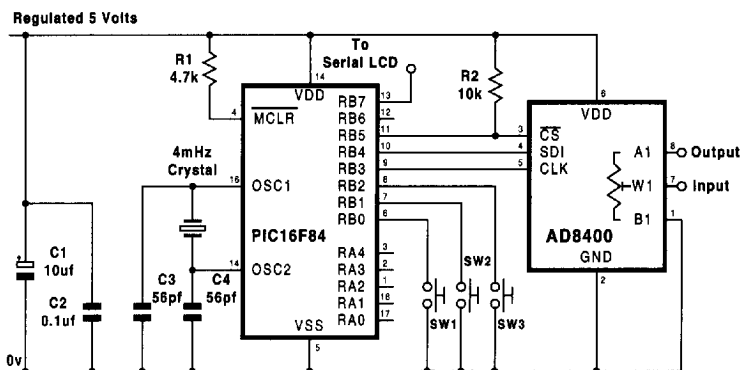 Regulated 5 Volts
R1
4.7k
To
Serial LCD
R2
10k
14
VDD
4
MCLR
RB7
13
RB6
12
RB5
11
RB4
10
RB3
9
RB2
8
RB1
7
RB0
6
4mHz
Crystal
16
OSC1
PIC16F84
14
OSC2
RA4
3
RA3
2
RA2
1
RA1
18
RA0
17
VSS
5
C1
10uf
C2
0.1uf
C3
56pf
C4
56pf
0v
SW1
SW2
SW3
6
VDD
3
CS
4
SDI
5
CLK
A1
8
Output
W1
7
Input
B1
1
AD8400
GND
2